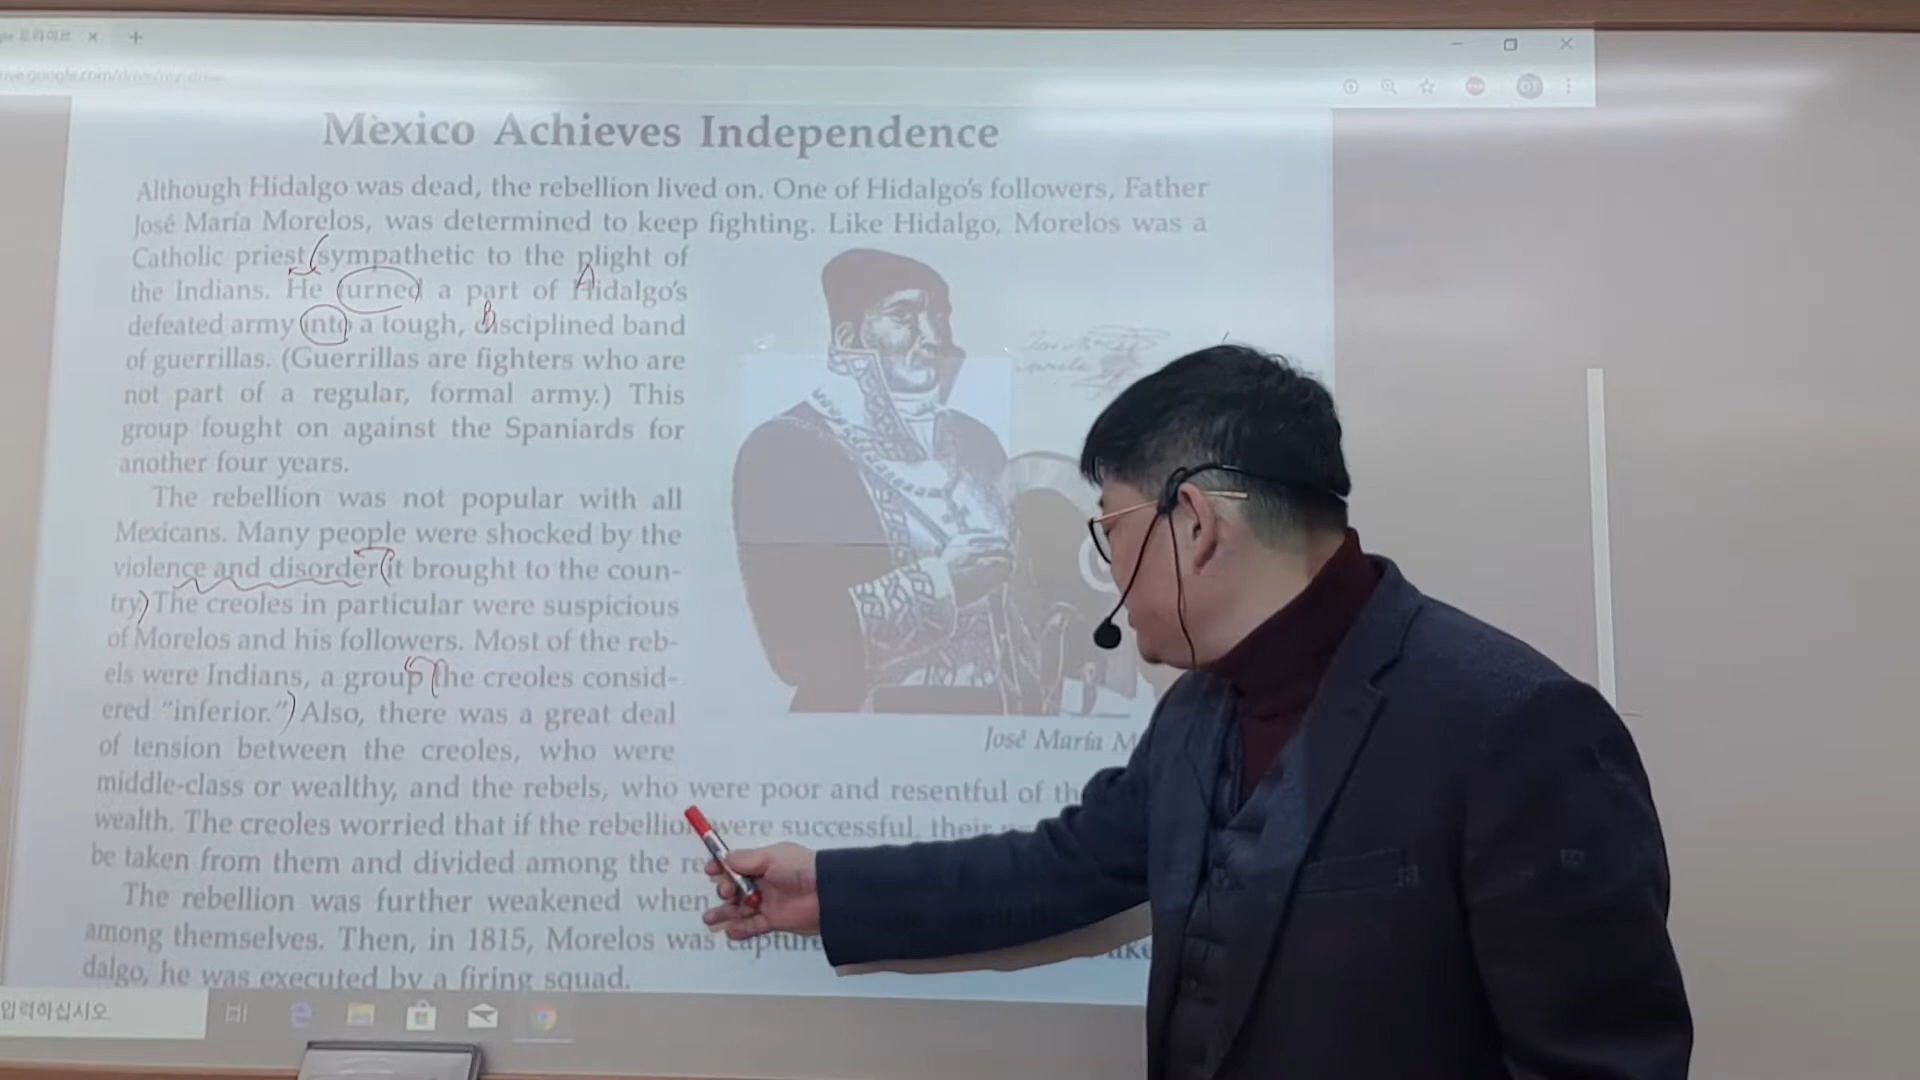 Mexico Achieves Independence
Although Hidalgo was dead, the rebellion lived on. One of Hidalgo's followers, Father
José María Morelos, was determined to keep fighting. Like Hidalgo, Morelos was a
Catholic priest (sympathetic to the plight of
the Indians. He turned a part of Hidalgo's
A
defeated army into a tough, disciplined band
B
of guerrillas. (Guerrillas are fighters who are
not part of a regular, formal army.) This
group fought on against the Spaniards for
another four years.
The rebellion was not popular with all
Mexicans. Many people were shocked by the
violence and disorder (it brought to the coun-
try.) The creoles in particular were suspicious
of Morelos and his followers. Most of the reb-
els were Indians, a group (the creoles consid-
ered "inferior.") Also, there was a great deal
of tension between the creoles, who were
José María M
middle-class or wealthy, and the rebels, who were poor and resentful of the
wealth. The creoles worried that if the rebellion were successful, their
be taken from them and divided among the re
The rebellion was further weakened when
among themselves. Then, in 1815, Morelos was capture
dalgo, he was executed by a firing squad.
입력하십시오.